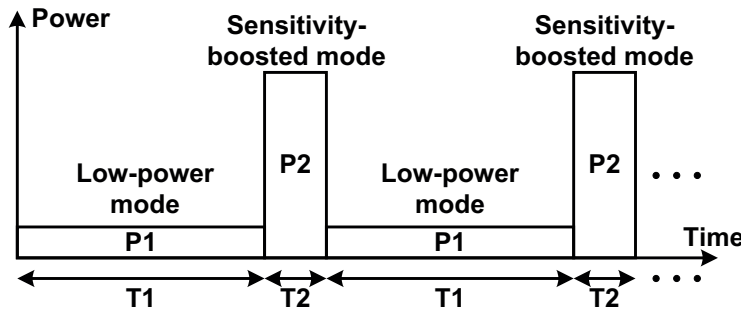 Power
Sensitivity-
boosted mode
Sensitivity-
boosted mode
Low-power
mode
P2
Low-power
mode
P2
P1
P1
Time
T1
T2
T1
T2